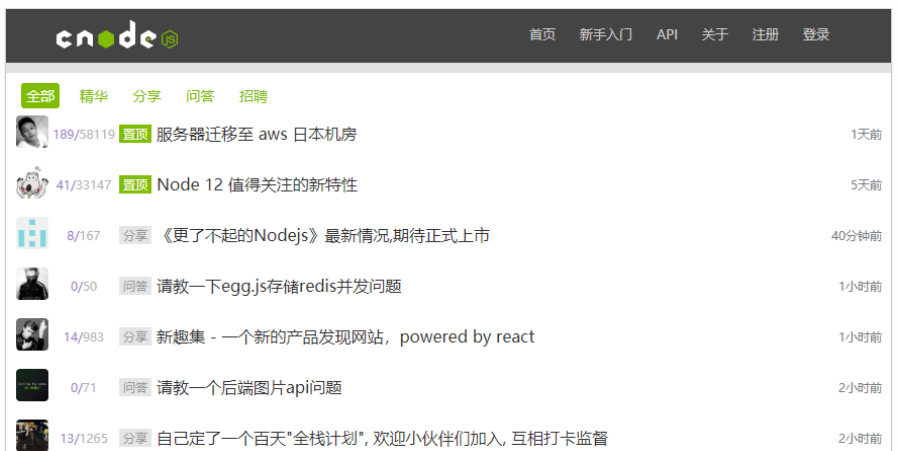 cnode JS 首页 新手入门 API 关于 注册 登录
全部 精华 分享 问答 招聘
189/58119 置顶 服务器迁移至 aws 日本机房 1天前
41/33147 置顶 Node 12 值得关注的新特性 5天前
8/167 分享 《更了不起的Nodejs》最新情况,期待正式上市 40分钟前
0/50 问答 请教一下egg.js存储redis并发问题 1小时前
14/983 分享 新趣集 - 一个新的产品发现网站，powered by react 1小时前
0/71 问答 请教一个后端图片api问题 2小时前
13/1265 分享 自己定了一个百天"全栈计划", 欢迎小伙伴们加入, 互相打卡监督 2小时前